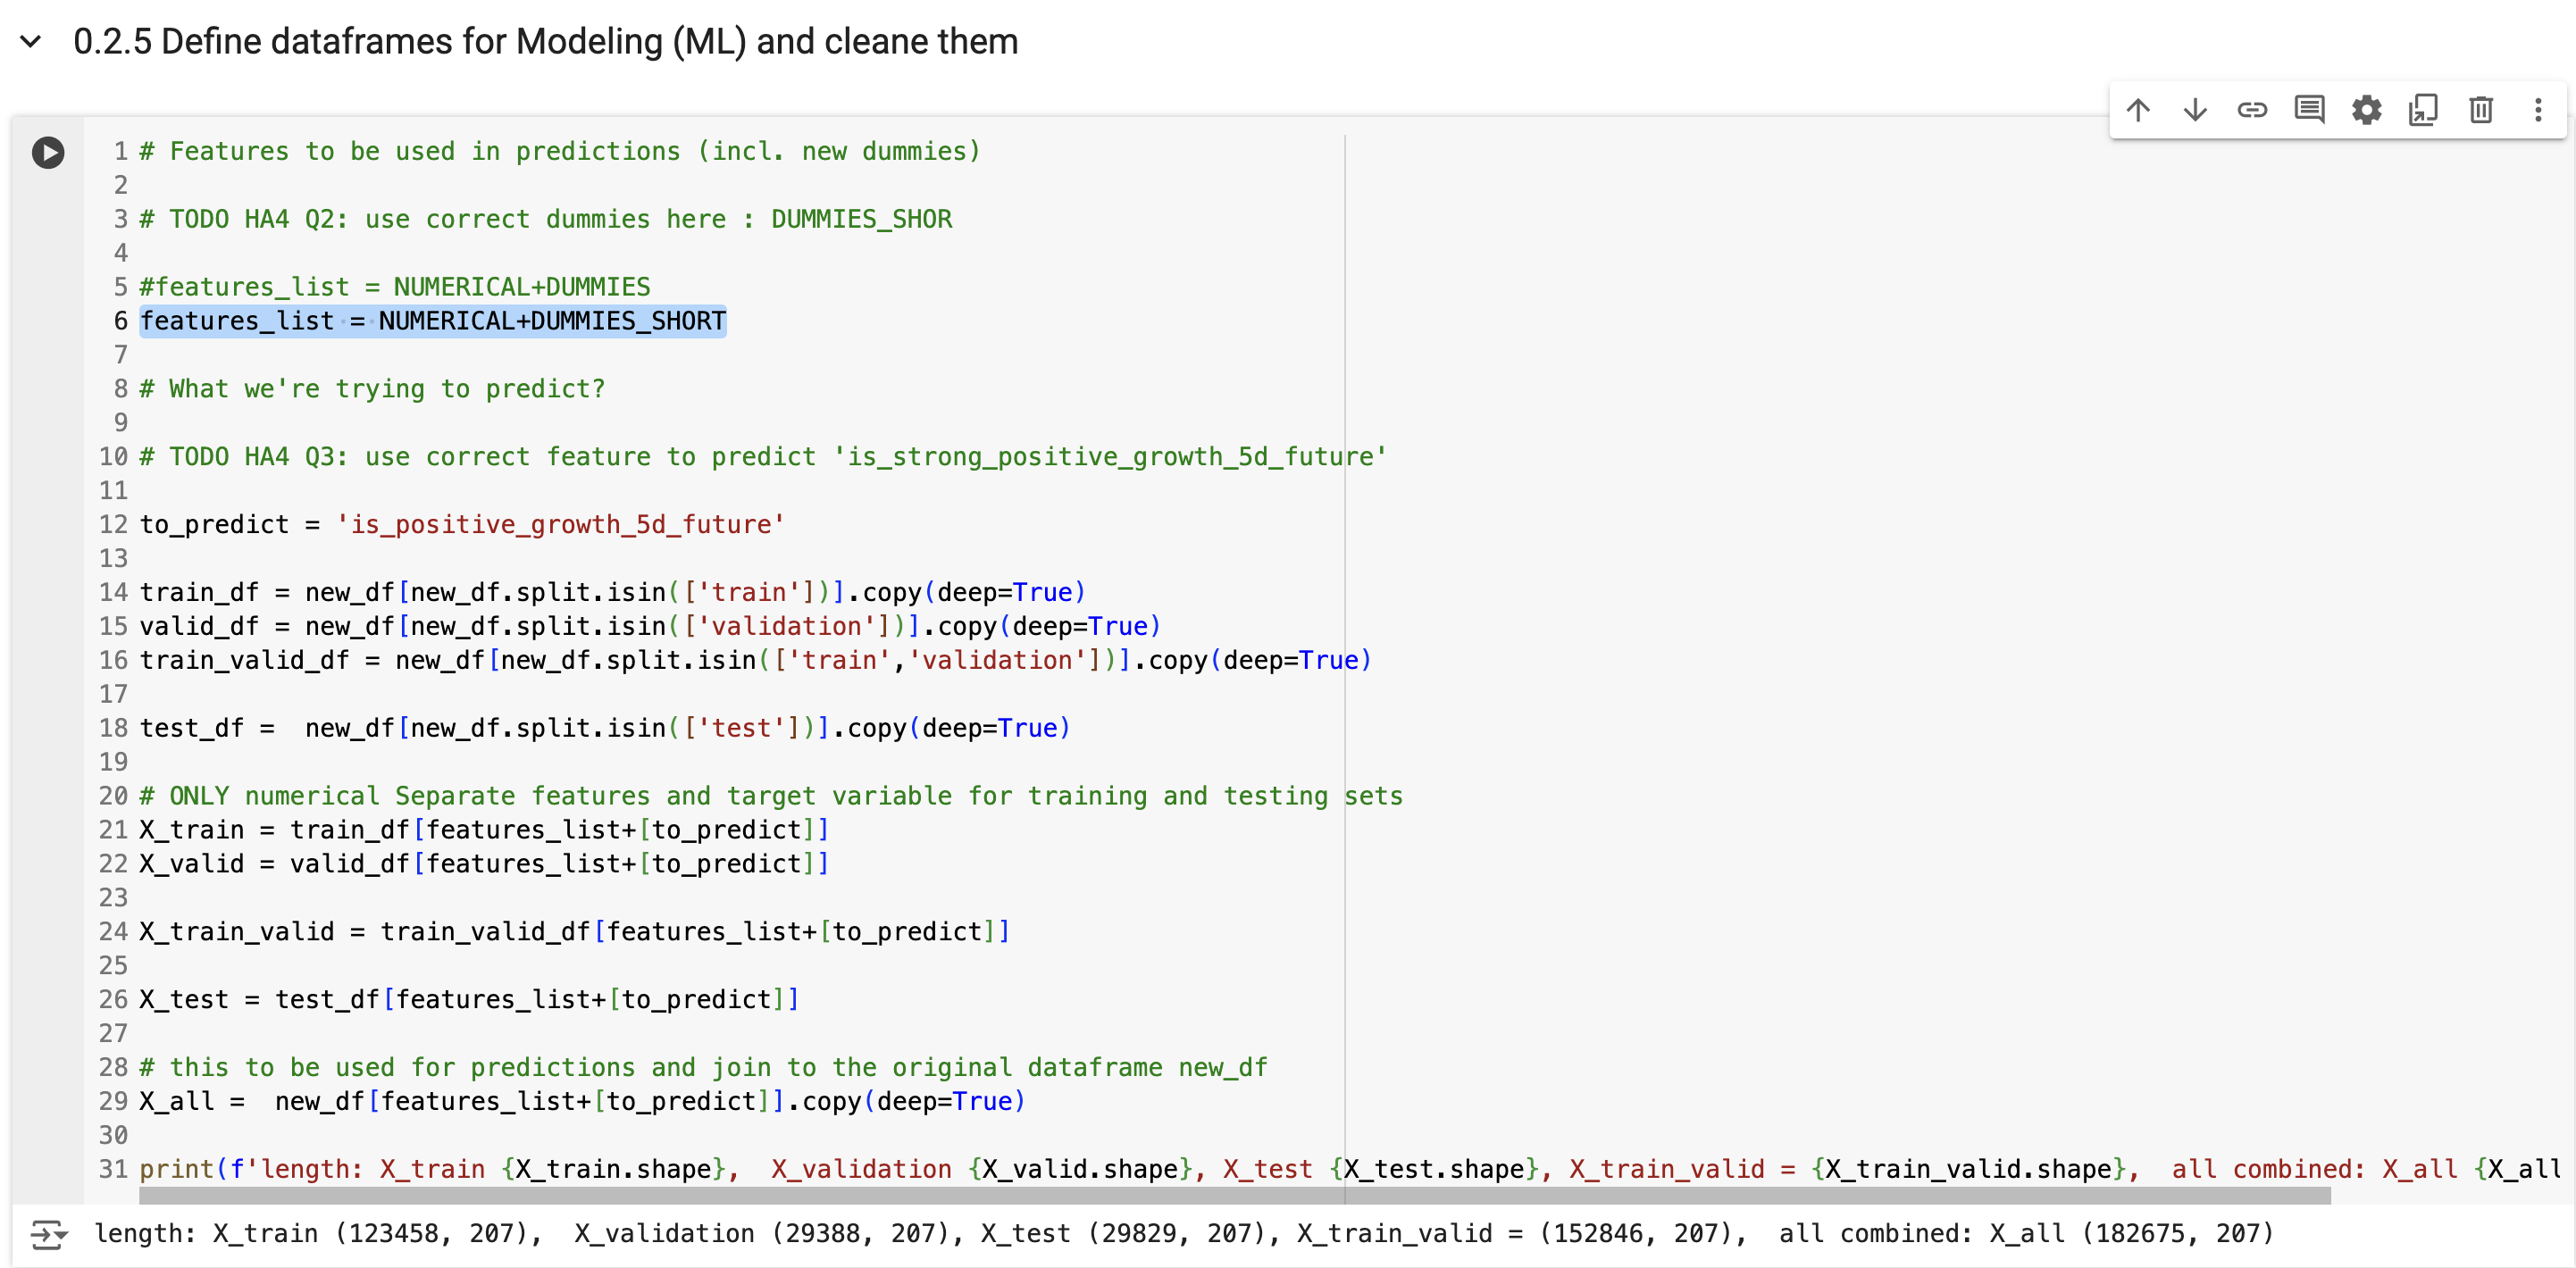 0.2.5 Define dataframes for Modeling (ML) and cleane them
1 # Features to be used in predictions (incl. new dummies)
2
3 # TODO HA4 Q2: use correct dummies here : DUMMIES_SHOR
4
5 #features_list = NUMERICAL+DUMMIES
6 features_list = NUMERICAL+DUMMIES_SHORT
7
8 # What we're trying to predict?
9
10 # TODO HA4 Q3: use correct feature to predict 'is_strong_positive_growth_5d_future'
11
12 to_predict = 'is_positive_growth_5d_future'
13
14 train_df = new_df[new_df.split.isin(['train'])].copy(deep=True)
15 valid_df = new_df[new_df.split.isin(['validation'])].copy(deep=True)
16 train_valid_df = new_df[new_df.split.isin(['train','validation'])].copy(deep=True)
17
18 test_df =  new_df[new_df.split.isin(['test'])].copy(deep=True)
19
20 # ONLY numerical Separate features and target variable for training and testing sets
21 X_train = train_df[features_list+[to_predict]]
22 X_valid = valid_df[features_list+[to_predict]]
23
24 X_train_valid = train_valid_df[features_list+[to_predict]]
25
26 X_test = test_df[features_list+[to_predict]]
27
28 # this to be used for predictions and join to the original dataframe new_df
29 X_all =  new_df[features_list+[to_predict]].copy(deep=True)
30
31 print(f'length: X_train {X_train.shape},  X_validation {X_valid.shape}, X_test {X_test.shape}, X_train_valid = {X_train_valid.shape},  all combined: X_all {X_all
length: X_train (123458, 207),  X_validation (29388, 207), X_test (29829, 207), X_train_valid = (152846, 207),  all combined: X_all (182675, 207)